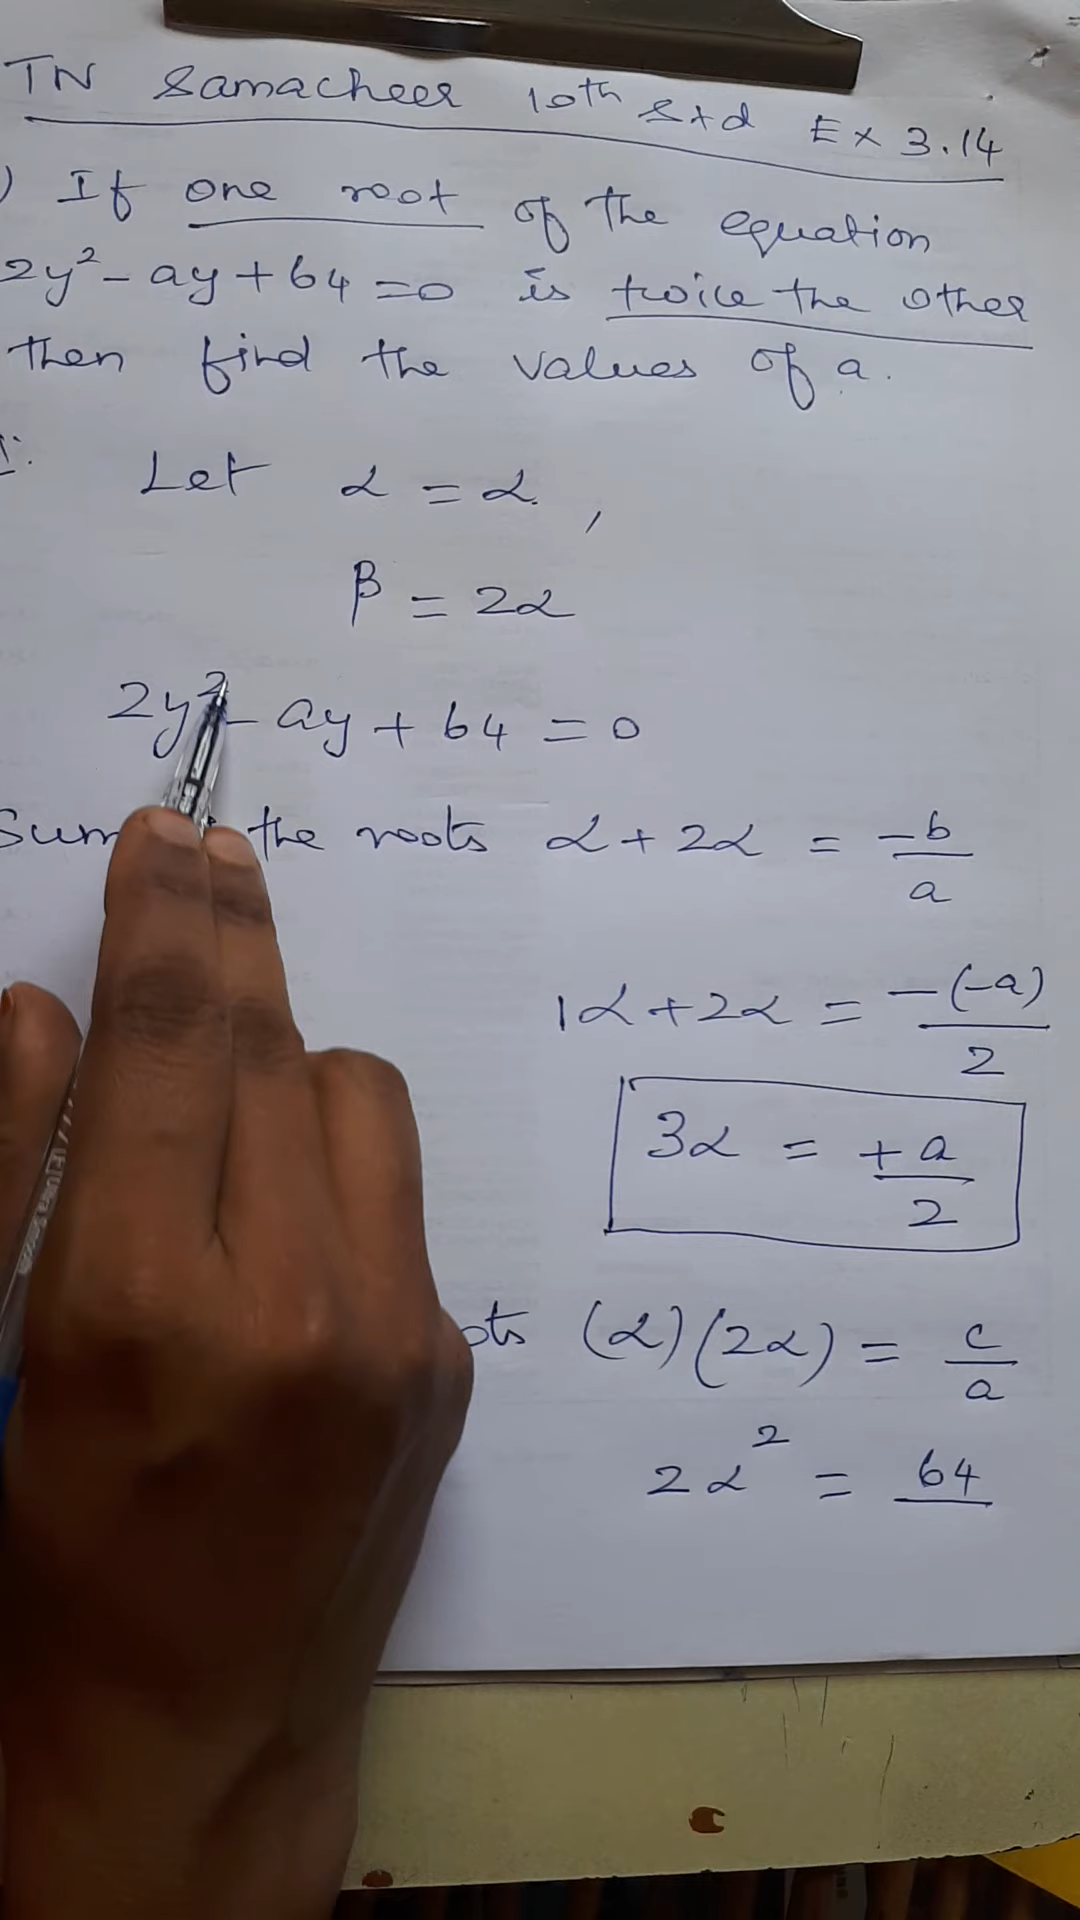 TN Samacheer 10th Std Ex 3.14
) If one root of the equation
2y² - ay + 64 = 0 is twice the other
then find the values of a.
Let α = α,
β = 2α
2y² - ay + 64 = 0
Sum the roots α + 2α = -b/a
1α + 2α = -(-a)/2
3α = +a/2
ots (α)(2α) = c/a
2α² = 64